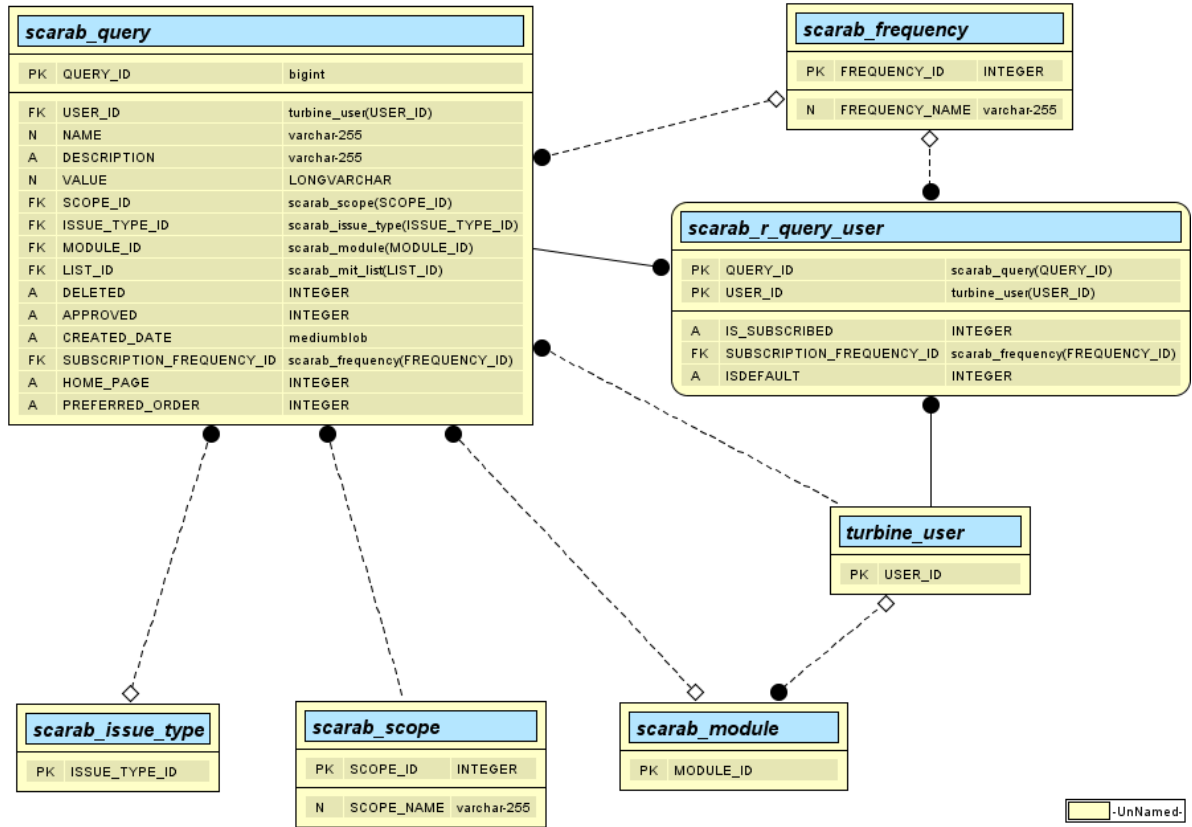 scarab_query
PK QUERY_ID bigint
FK USER_ID turbine_user(USER_ID)
N NAME varchar-255
A DESCRIPTION varchar-255
N VALUE LONGVARCHAR
FK SCOPE_ID scarab_scope(SCOPE_ID)
FK ISSUE_TYPE_ID scarab_issue_type(ISSUE_TYPE_ID)
FK MODULE_ID scarab_module(MODULE_ID)
FK LIST_ID scarab_mit_list(LIST_ID)
A DELETED INTEGER
A APPROVED INTEGER
A CREATED_DATE mediumblob
FK SUBSCRIPTION_FREQUENCY_ID scarab_frequency(FREQUENCY_ID)
A HOME_PAGE INTEGER
A PREFERRED_ORDER INTEGER
scarab_frequency
PK FREQUENCY_ID INTEGER
N FREQUENCY_NAME varchar-255
scarab_r_query_user
PK QUERY_ID scarab_query(QUERY_ID)
PK USER_ID turbine_user(USER_ID)
A IS_SUBSCRIBED INTEGER
FK SUBSCRIPTION_FREQUENCY_ID scarab_frequency(FREQUENCY_ID)
A ISDEFAULT INTEGER
turbine_user
PK USER_ID
scarab_issue_type
PK ISSUE_TYPE_ID
scarab_scope
PK SCOPE_ID INTEGER
N SCOPE_NAME varchar-255
scarab_module
PK MODULE_ID
-UnNamed-